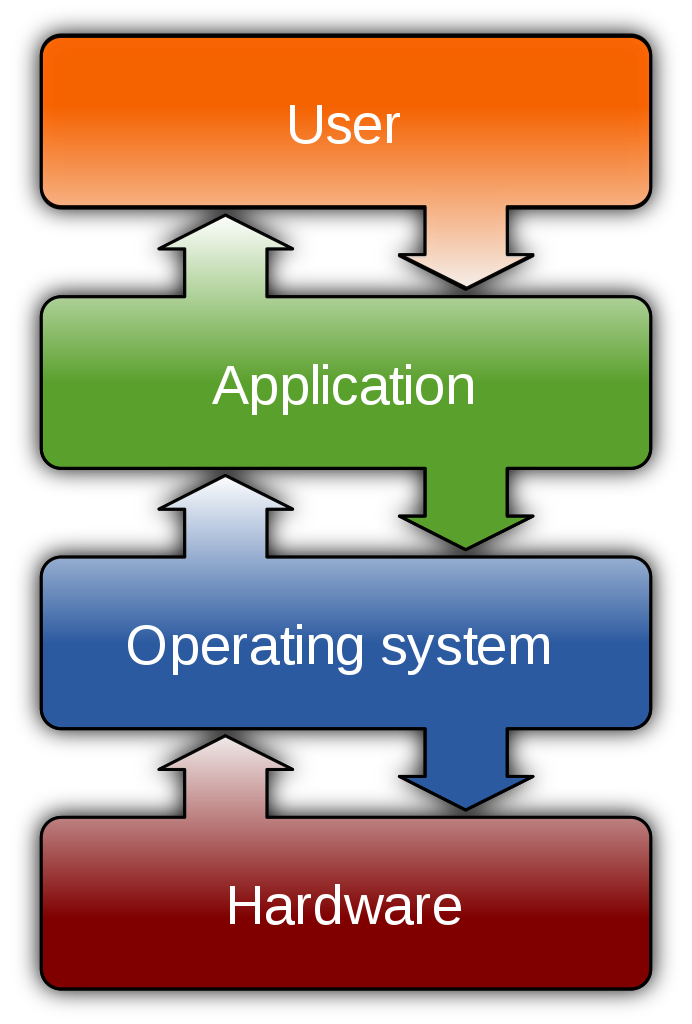 User
Application
Operating system
Hardware